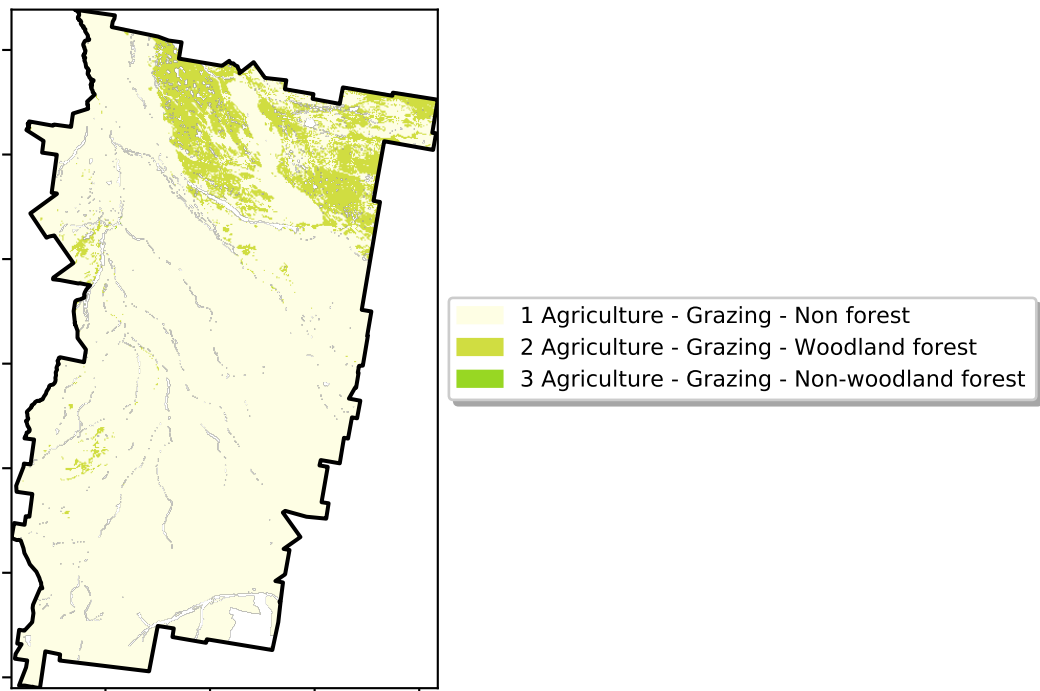 1 Agriculture - Grazing - Non forest
2 Agriculture - Grazing - Woodland forest
3 Agriculture - Grazing - Non-woodland forest